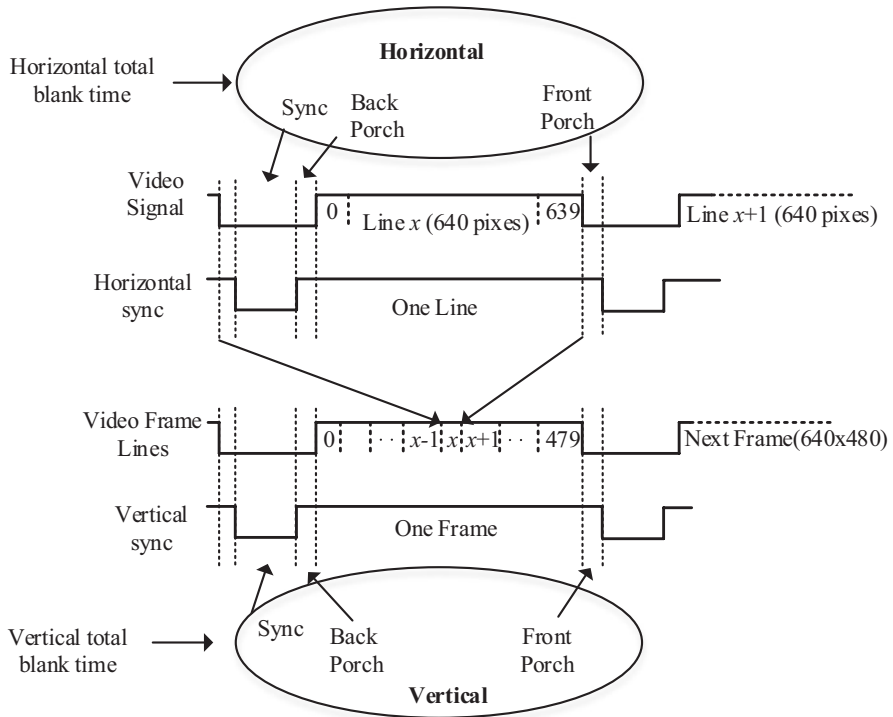 Horizontal
Horizontal total
blank time
Sync
Back
Porch
Front
Porch
Video
Signal
0
Line x (640 pixes)
639
Line x+1 (640 pixes)
Horizontal
sync
One Line
Video Frame
Lines
0
· ·
x-1
x
x+1
· ·
479
Next Frame(640x480)
Vertical
sync
One Frame
Sync
Back
Porch
Front
Porch
Vertical total
blank time
Vertical